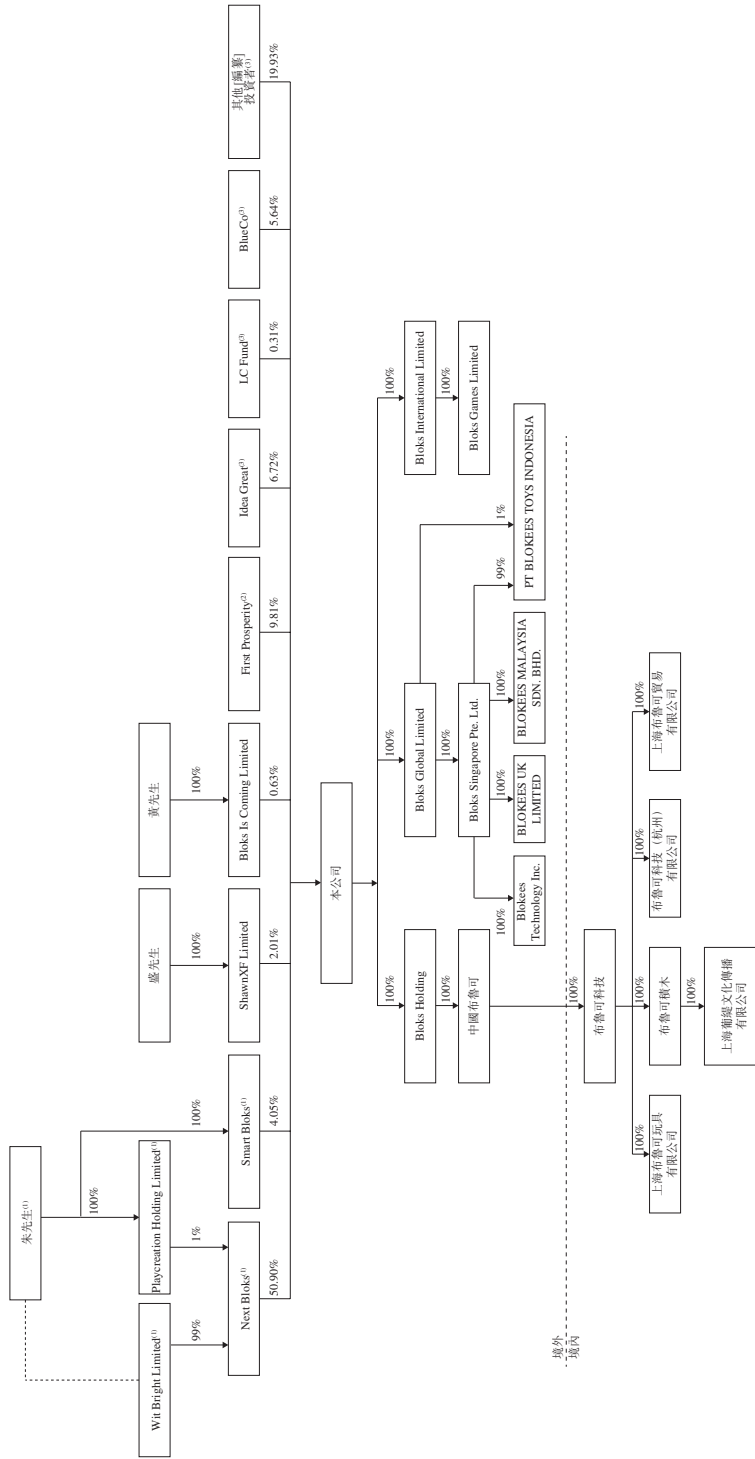 朱先生(1)
盛先生
黃先生
100%
100%
100%
100%
Wit Bright Limited(1)
Playcreation Holding Limited(1)
99%
1%
Next Bloks(1)
Smart Bloks(1)
ShawnXF Limited
Bloks Is Coming Limited
First Prosperity(2)
Idea Great(3)
LC Fund(3)
BlueCo(3)
其他[編纂]
投資者(3)
50.90%
4.05%
2.01%
0.63%
9.81%
6.72%
0.31%
5.64%
19.93%
本公司
100%
100%
100%
Bloks Holding
Bloks Global Limited
Bloks International Limited
100%
100%
100%
中國布魯可
Bloks Singapore Pte. Ltd.
Bloks Games Limited
100%
100%
100%
99%
1%
Blokees
Technology Inc.
BLOKEES UK
LIMITED
BLOKEES MALAYSIA
SDN. BHD.
PT BLOKEES TOYS INDONESIA
境外
境內
100%
布魯可科技
100%
100%
100%
100%
上海布魯可玩具
有限公司
布魯可積木
布魯可科技（杭州）
有限公司
上海布魯可貿易
有限公司
100%
上海葡緹文化傳播
有限公司